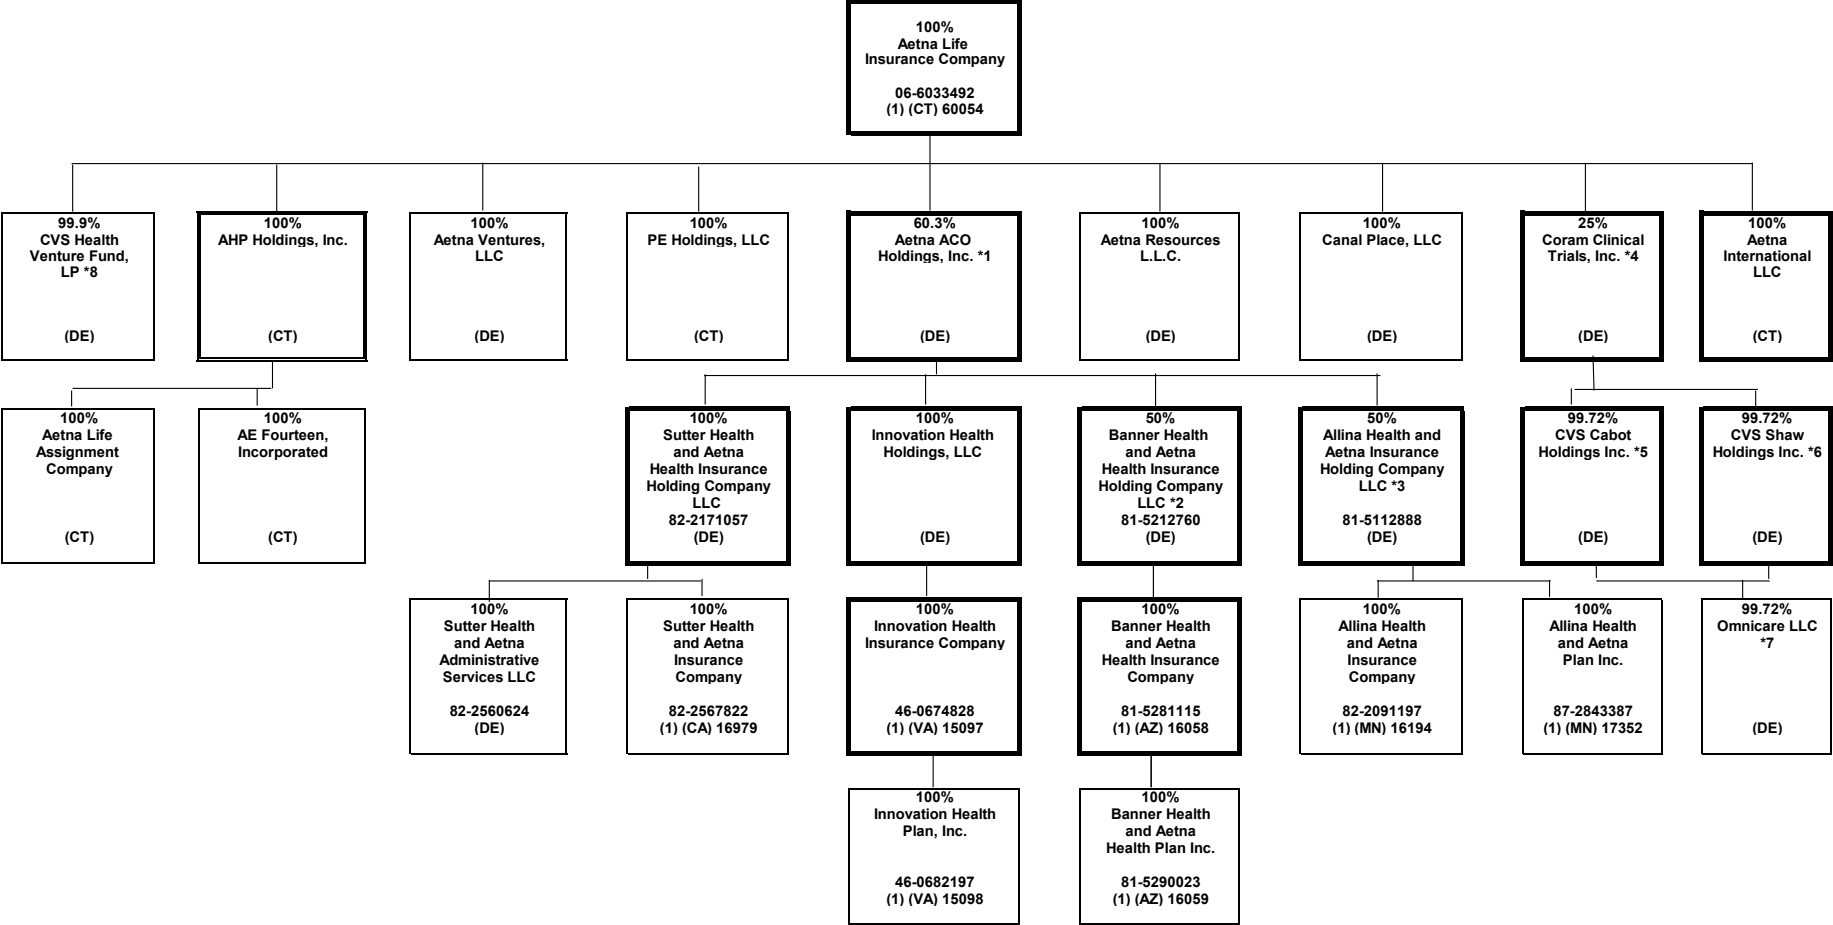 100%
Aetna Life
Insurance Company
06-6033492
(1) (CT) 60054
99.9%
CVS Health
Venture Fund,
LP *8
(DE)
100%
AHP Holdings, Inc.
(CT)
100%
Aetna Ventures,
LLC
(DE)
100%
PE Holdings, LLC
(CT)
60.3%
Aetna ACO
Holdings, Inc. *1
(DE)
100%
Aetna Resources
L.L.C.
(DE)
100%
Canal Place, LLC
(DE)
25%
Coram Clinical
Trials, Inc. *4
(DE)
100%
Aetna
International
LLC
(CT)
100%
Aetna Life
Assignment
Company
(CT)
100%
AE Fourteen,
Incorporated
(CT)
100%
Sutter Health
and Aetna
Health Insurance
Holding Company
LLC
82-2171057
(DE)
100%
Innovation Health
Holdings, LLC
(DE)
50%
Banner Health
and Aetna
Health Insurance
Holding Company
LLC *2
81-5212760
(DE)
50%
Allina Health and
Aetna Insurance
Holding Company
LLC *3
81-5112888
(DE)
99.72%
CVS Cabot
Holdings Inc. *5
(DE)
99.72%
CVS Shaw
Holdings Inc. *6
(DE)
100%
Sutter Health
and Aetna
Administrative
Services LLC
82-2560624
(DE)
100%
Sutter Health
and Aetna
Insurance
Company
82-2567822
(1) (CA) 16979
100%
Innovation Health
Insurance Company
46-0674828
(1) (VA) 15097
100%
Banner Health
and Aetna
Health Insurance
Company
81-5281115
(1) (AZ) 16058
100%
Allina Health
and Aetna
Insurance
Company
82-2091197
(1) (MN) 16194
100%
Allina Health
and Aetna
Plan Inc.
87-2843387
(1) (MN) 17352
99.72%
Omnicare LLC
*7
(DE)
100%
Innovation Health
Plan, Inc.
46-0682197
(1) (VA) 15098
100%
Banner Health
and Aetna
Health Plan Inc.
81-5290023
(1) (AZ) 16059